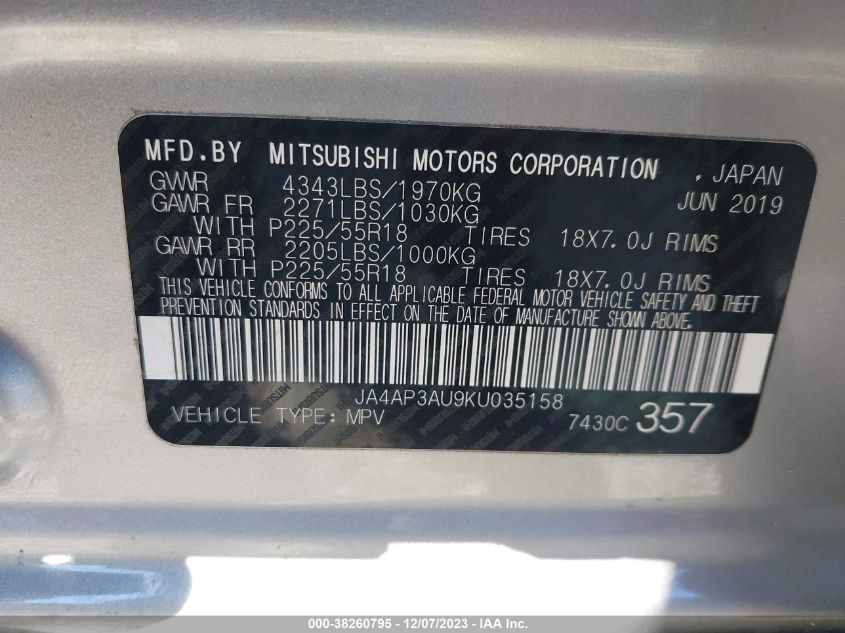 MFD.BY MITSUBISHI MOTORS CORPORATION , JAPAN
GVWR 4343LBS/1970KG JUN 2019
GAWR FR 2271LBS/1030KG
WITH P225/55R18 TIRES 18X7.0J RIMS
GAWR RR 2205LBS/1000KG
WITH P225/55R18 TIRES 18X7.0J RIMS
THIS VEHICLE CONFORMS TO ALL APPLICABLE FEDERAL MOTOR VEHICLE SAFETY AND THEFT
PREVENTION STANDARDS IN EFFECT ON THE DATE OF MANUFACTURE SHOWN ABOVE.
JA4AP3AU9KU035158
VEHICLE TYPE: MPV 7430C 357
000-38260795 - 12/07/2023 - IAA Inc.